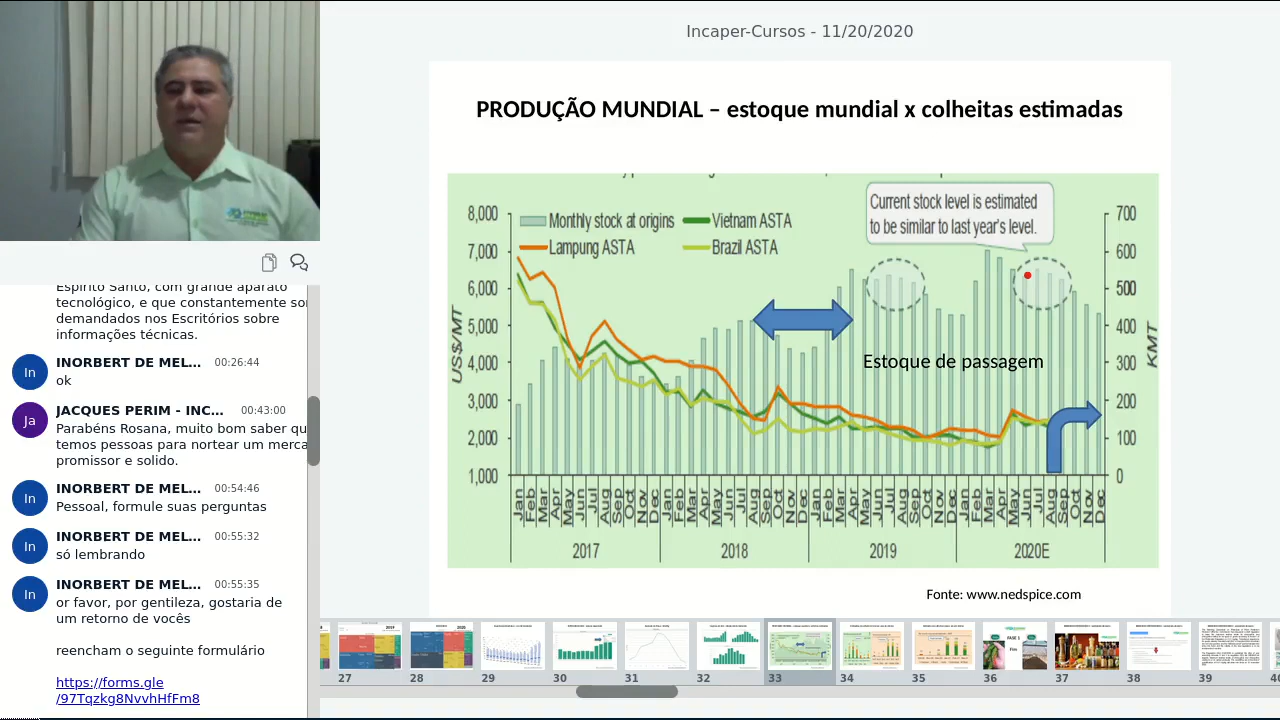 Incaper-Cursos - 11/20/2020
PRODUÇÃO MUNDIAL – estoque mundial x colheitas estimadas
Current stock level is estimated
to be similar to last year's level.
Monthly stock at origins
Vietnam ASTA
Lampung ASTA
Brazil ASTA
8,000
7,000
6,000
5,000
4,000
3,000
2,000
1,000
US$/MT
700
600
500
400
300
200
100
0
KMT
Estoque de passagem
Jan Feb Mar Apr May Jun Jul Aug Sep Oct Nov Dec Jan Feb Mar Apr May Jun Jul Aug Sep Oct Nov Dec Jan Feb Mar Apr May Jun Jul Aug Sep Oct Nov Dec Jan Feb Mar Apr May Jun Jul Aug Sep Oct Nov Dec
2017 2018 2019 2020E
Fonte: www.nedspice.com
Espírito Santo, com grande aparato
tecnológico, e que constantemente so
demandados nos Escritórios sobre
informações técnicas.
In
INORBERT DE MEL... 00:26:44
ok
Ja
JACQUES PERIM - INC... 00:43:00
Parabéns Rosana, muito bom saber qu
temos pessoas para nortear um merca
promissor e solido.
In
INORBERT DE MEL... 00:54:46
Pessoal, formule suas perguntas
In
INORBERT DE MEL... 00:55:32
só lembrando
In
INORBERT DE MEL... 00:55:35
or favor, por gentileza, gostaria de
um retorno de vocês
reencham o seguinte formulário
https://forms.gle
/97Tqzkg8NvvhHfFm8
27 28 29 30 31 32 33 34 35 36 37 38 39 40